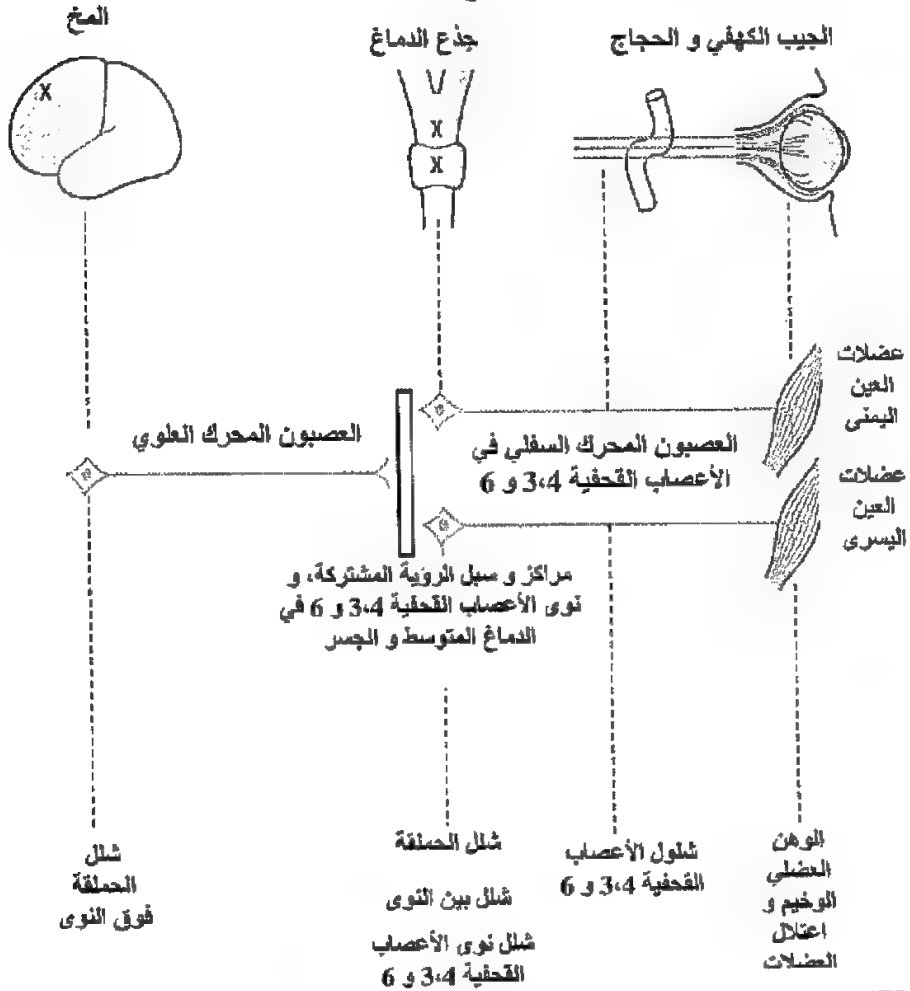 المخ
جذع الدماغ
الجيب الكهفي و الحجاج
X
X
X
عضلات
العين
اليمنى
العصبون المحرك العلوي
العصبون المحرك السفلي في
الأعصاب القحفية 3،4 و 6
عضلات
العين
اليسرى
مراكز و سبل الرؤية المشتركة، و
نوى الأعصاب القحفية 3،4 و 6 في
الدماغ المتوسط و الجسر
شلل
الحملقة
فوق النوى
شلل الحملقة
شلل بين النوى
شلل نوى الأعصاب
القحفية 3،4 و 6
شلول الأعصاب
القحفية 3،4 و 6
الوهن
العضلي
الوخيم و
اعتلال
العضلات